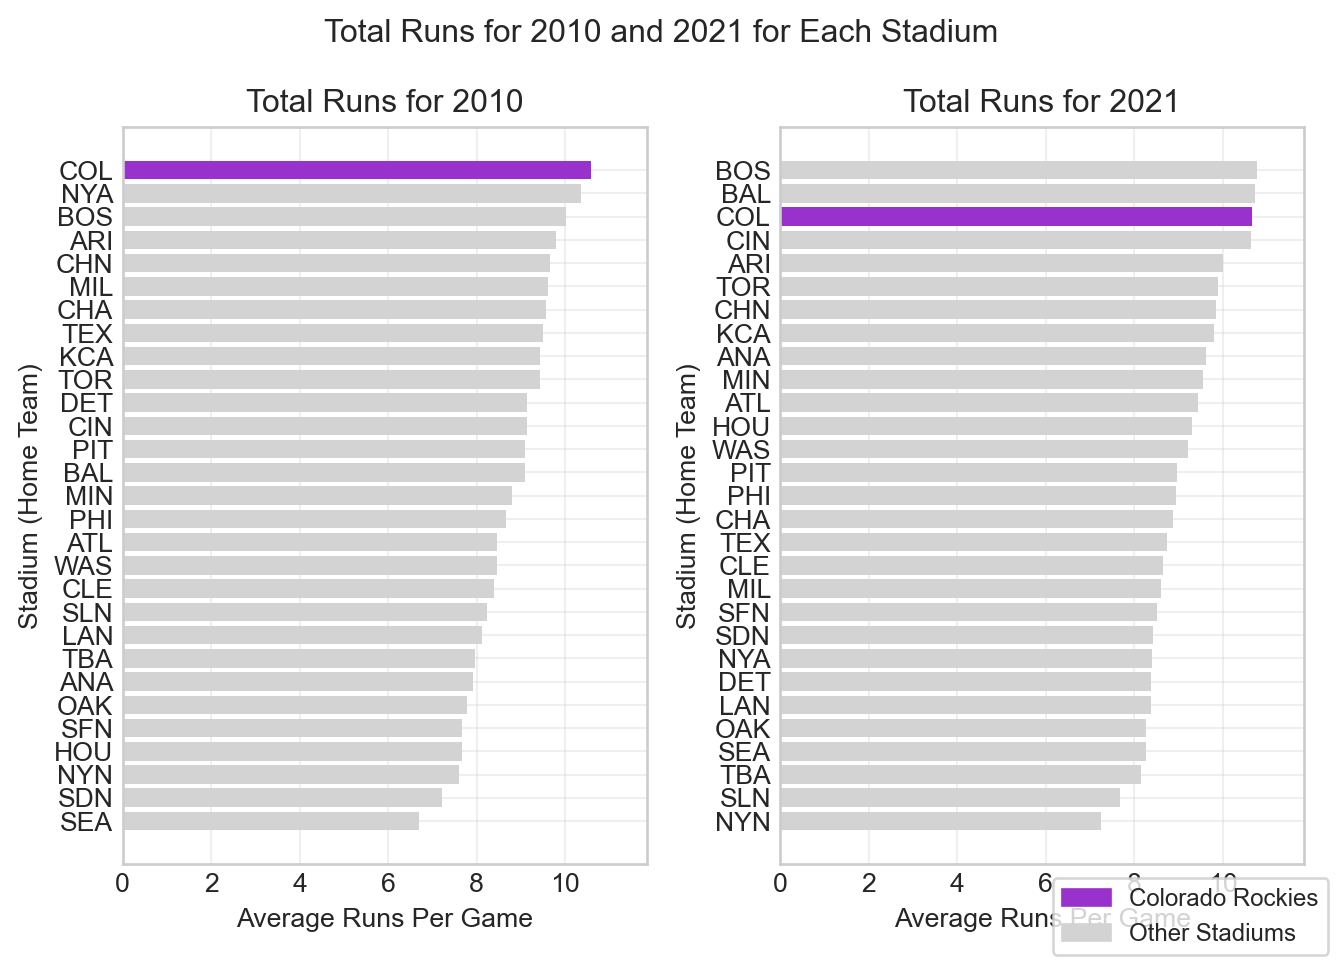 Total Runs for 2010 and 2021 for Each Stadium
Total Runs for 2010
COL
NYA
BOS
ARI
CHN
MIL
CHA
TEX
KCA
TOR
DET
CIN
PIT
BAL
MIN
PHI
ATL
WAS
CLE
SLN
LAN
TBA
ANA
OAK
SFN
HOU
NYN
SDN
SEA
Stadium (Home Team)
0 2 4 6 8 10
Average Runs Per Game
Total Runs for 2021
BOS
BAL
COL
CIN
ARI
TOR
CHN
KCA
ANA
MIN
ATL
HOU
WAS
PIT
PHI
CHA
TEX
CLE
MIL
SFN
SDN
NYA
DET
LAN
OAK
SEA
TBA
SLN
NYN
Stadium (Home Team)
0 2 4 6 8 10
Average Runs Per Game
Colorado Rockies
Other Stadiums